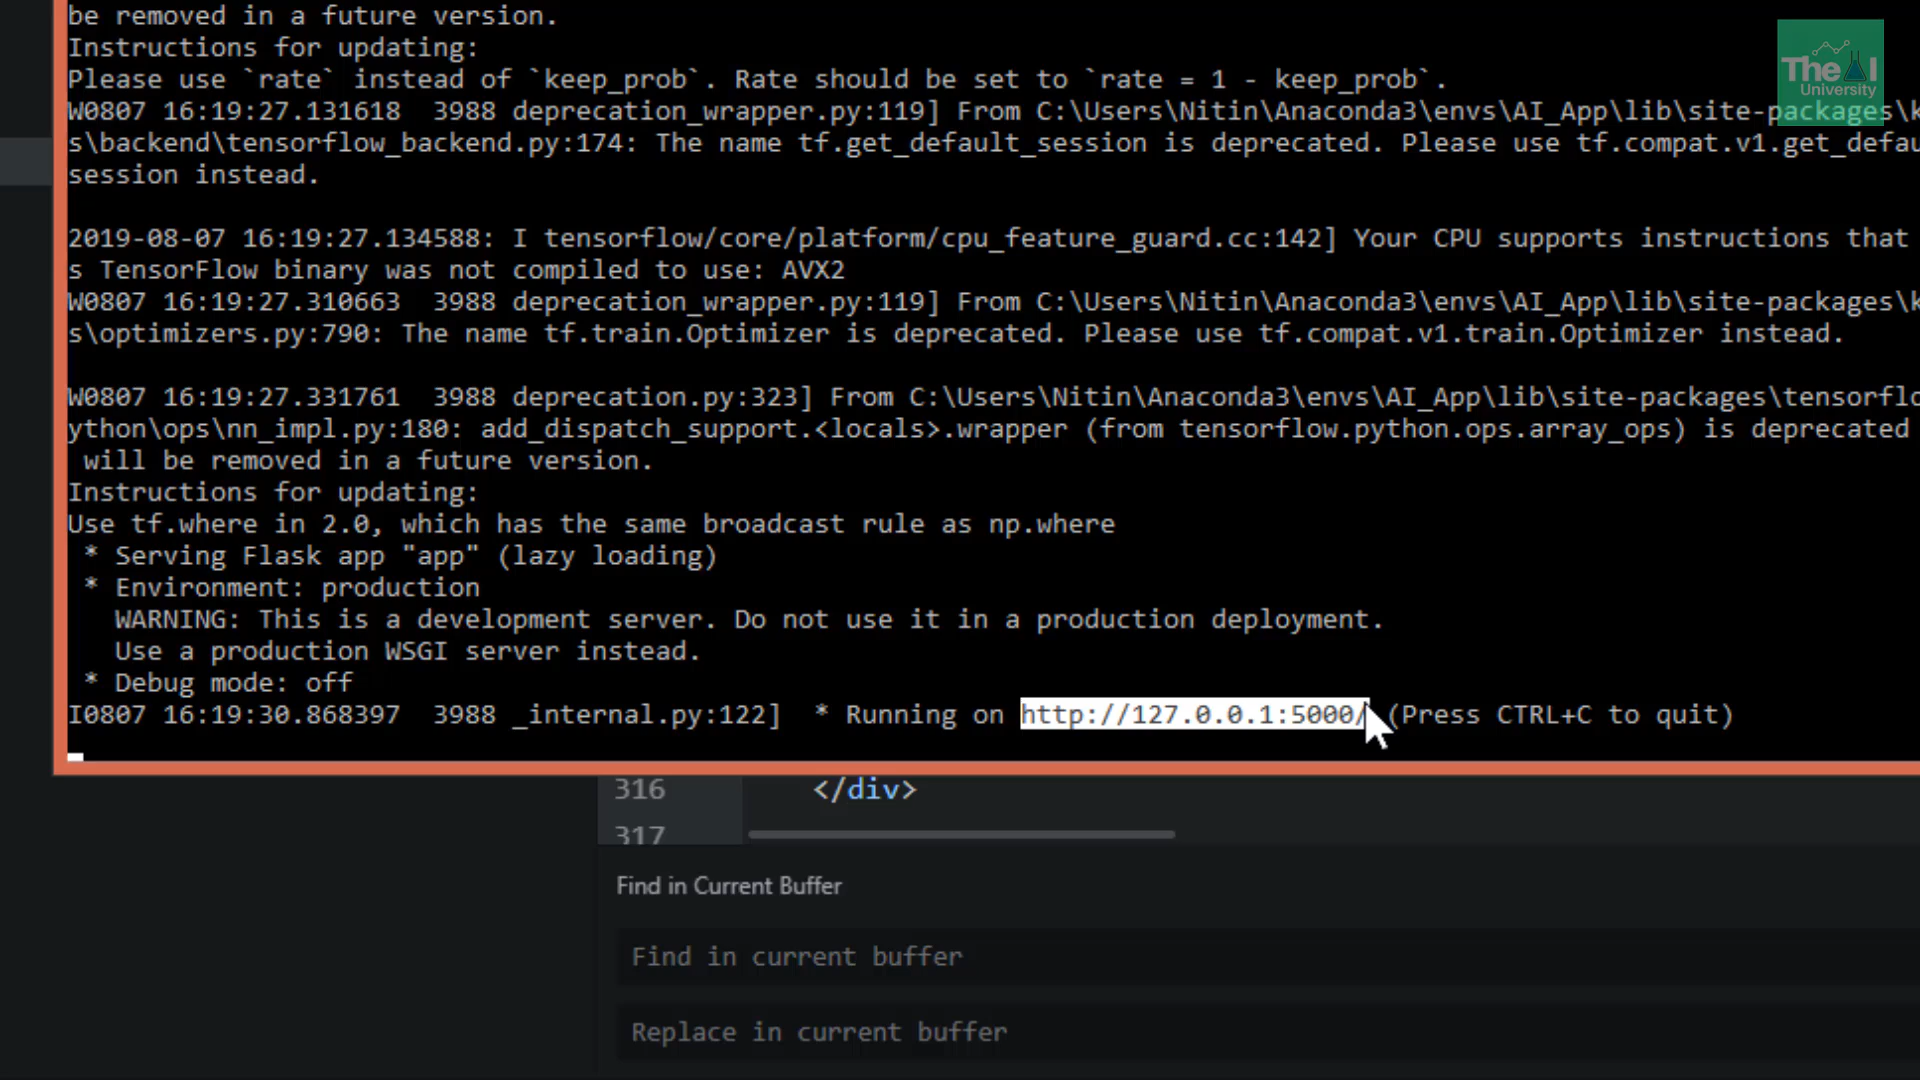 be removed in a future version.
Instructions for updating:
Please use `rate` instead of `keep_prob`. Rate should be set to `rate = 1 - keep_prob`.
W0807 16:19:27.131618  3988 deprecation_wrapper.py:119] From C:\Users\Nitin\Anaconda3\envs\AI_App\lib\site-packages\k
s\backend\tensorflow_backend.py:174: The name tf.get_default_session is deprecated. Please use tf.compat.v1.get_defau
session instead.
2019-08-07 16:19:27.134588: I tensorflow/core/platform/cpu_feature_guard.cc:142] Your CPU supports instructions that
s TensorFlow binary was not compiled to use: AVX2
W0807 16:19:27.310663  3988 deprecation_wrapper.py:119] From C:\Users\Nitin\Anaconda3\envs\AI_App\lib\site-packages\k
s\optimizers.py:790: The name tf.train.Optimizer is deprecated. Please use tf.compat.v1.train.Optimizer instead.
W0807 16:19:27.331761  3988 deprecation.py:323] From C:\Users\Nitin\Anaconda3\envs\AI_App\lib\site-packages\tensorflo
ython\ops\nn_impl.py:180: add_dispatch_support.<locals>.wrapper (from tensorflow.python.ops.array_ops) is deprecated
will be removed in a future version.
Instructions for updating:
Use tf.where in 2.0, which has the same broadcast rule as np.where
* Serving Flask app "app" (lazy loading)
* Environment: production
WARNING: This is a development server. Do not use it in a production deployment.
Use a production WSGI server instead.
* Debug mode: off
I0807 16:19:30.868397  3988 _internal.py:122]  * Running on http://127.0.0.1:5000/ (Press CTRL+C to quit)
316 </div>
317
Find in Current Buffer
Find in current buffer
Replace in current buffer
The AI
University